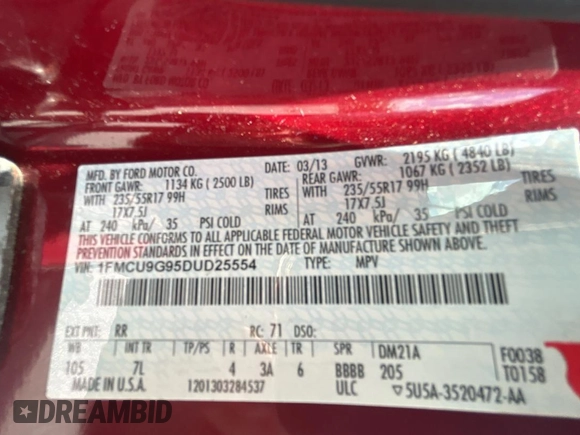 MFD. BY FORD MOTOR CO.
03/13 GVWR: 2195 KG ( 4840 LB)
FRONT GAWR: 1134 KG ( 2500 LB)
REAR GAWR: 1067 KG ( 2352 LB)
WITH 235/55R17 99H TIRES
WITH 235/55R17 99H TIRES
17X7.5J RIMS
17X7.5J RIMS
AT 240 kPa/ 35 PSI COLD
AT 240 kPa/ 35 PSI COLD
THIS VEHICLE CONFORMS TO ALL APPLICABLE FEDERAL MOTOR VEHICLE SAFETY AND THEFT
PREVENTION STANDARDS IN EFFECT ON THE DATE OF MANUFACTURE SHOWN ABOVE.
VIN: 1FMCU9G95DUD25554 TYPE: MPV
EXT PNT: RR RC: 71 DSO:
WB INT TR TP/PS R AXLE TR SPR DM21A F0038
105 7L 4 3A 6 BBBB 205 T0158
MADE IN U.S.A. 1201303284537 ULC 5U5A-3520472-AA
DUSBID